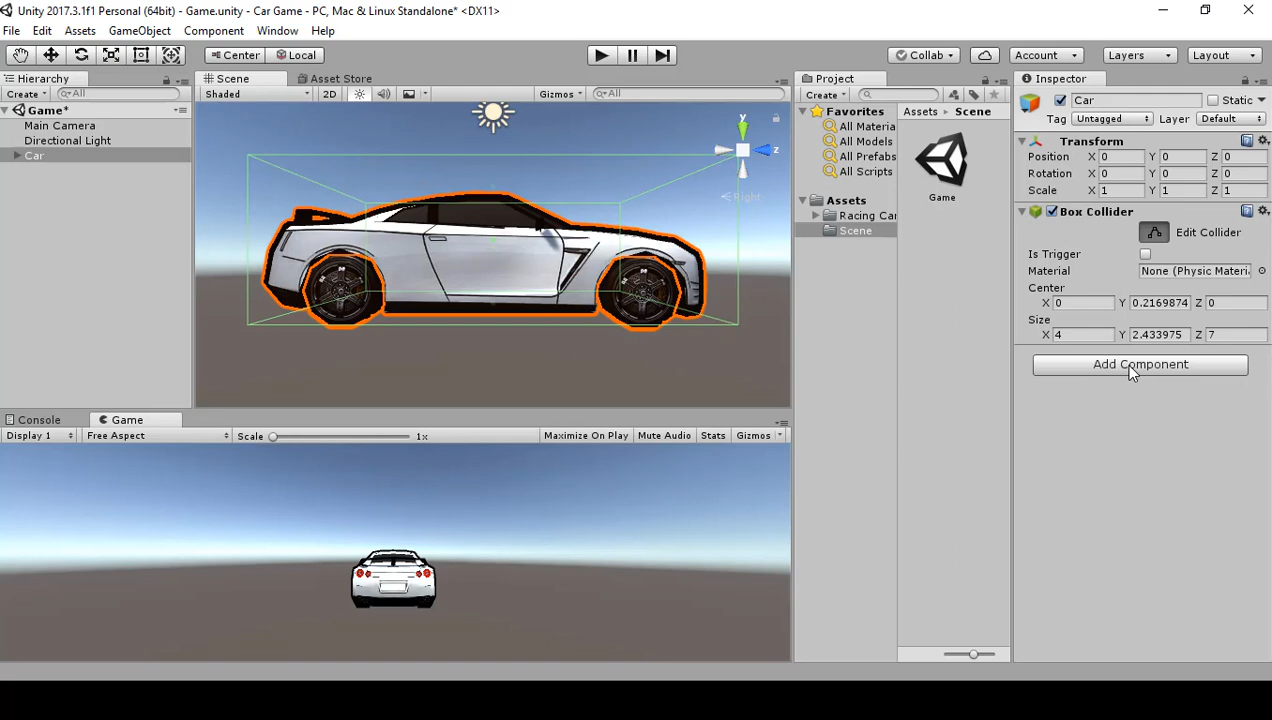 Unity 2017.3.1f1 Personal (64bit) - Game.unity - Car Game - PC, Mac & Linux Standalone* <DX11>
File Edit Assets GameObject Component Window Help
Center Local Collab Account Layers Layout
Hierarchy
Create All
Game*
Main Camera
Directional Light
Car
Scene Asset Store
Shaded 2D Gizmos All
y
z
Right
Console Game
Display 1 Free Aspect Scale 1x Maximize On Play Mute Audio Stats Gizmos
Project
Create
Favorites
All Materia
All Models
All Prefabs
All Scripts
Assets
Racing Car
Scene
Assets Scene
Game
Inspector
Car Static
Tag Untagged Layer Default
Transform
Position X 0 Y 0 Z 0
Rotation X 0 Y 0 Z 0
Scale X 1 Y 1 Z 1
Box Collider
Edit Collider
Is Trigger
Material None (Physic Materi
Center
X 0 Y 0.2169874 Z 0
Size
X 4 Y 2.433975 Z 7
Add Component